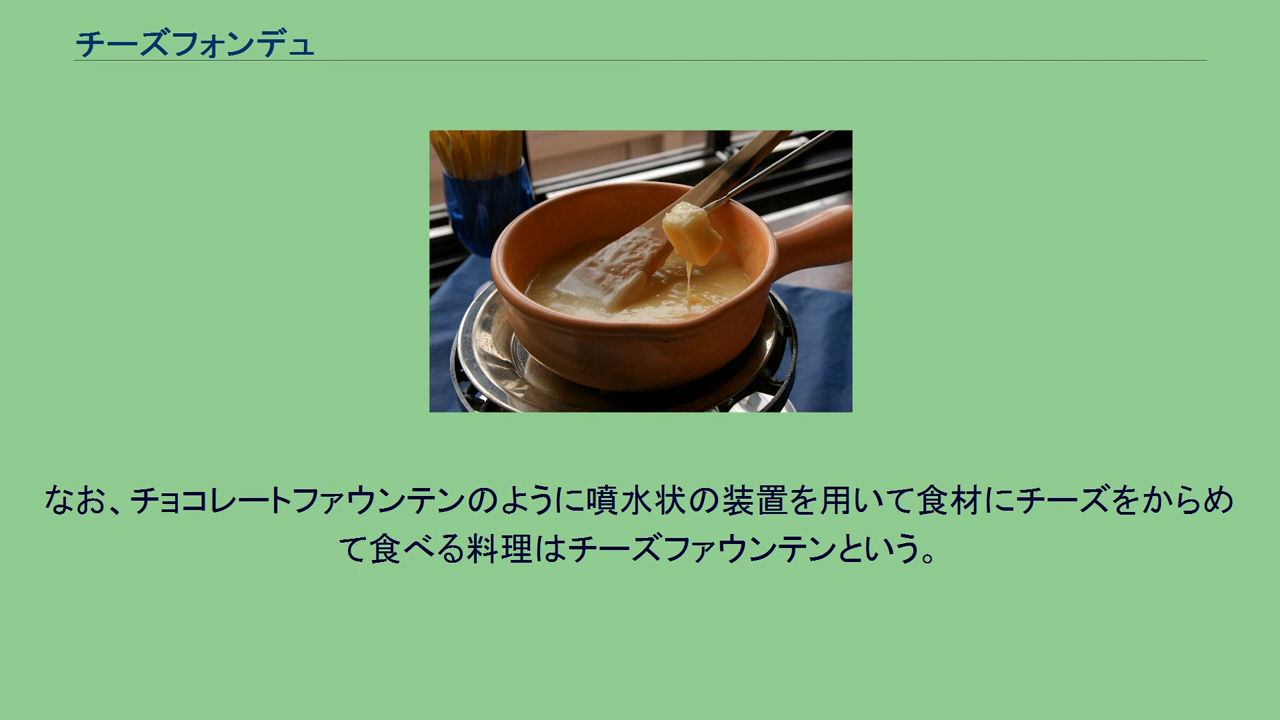 チーズフォンデュ
なお、チョコレートファウンテンのように噴水状の装置を用いて食材にチーズをからめ
て食べる料理はチーズファウンテンという。